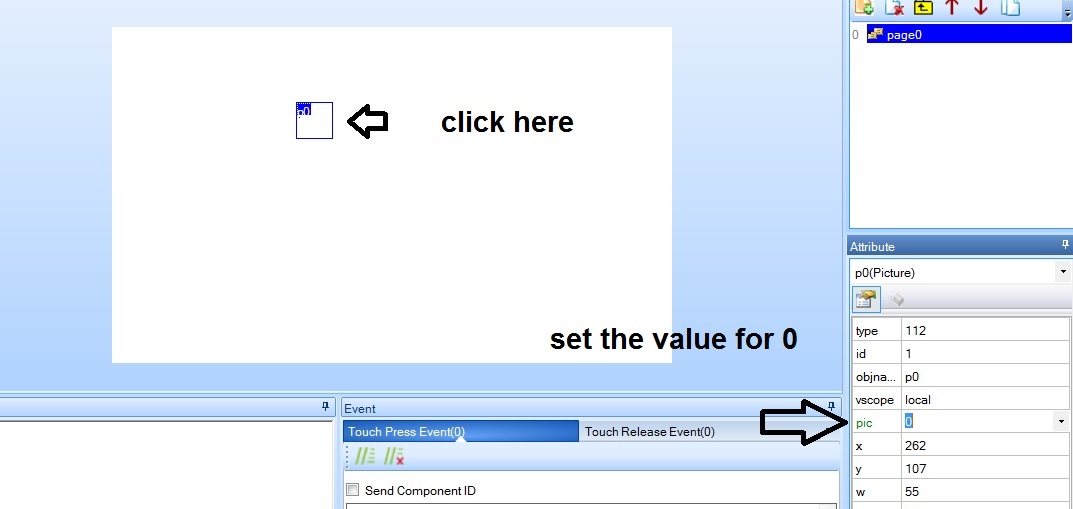 0 page0
p0
click here
Attribute
p0(Picture)
set the value for 0
type 112
id 1
objna... p0
vscope local
pic 0
x 262
y 107
w 55
Event
Touch Press Event(0) Touch Release Event(0)
Send Component ID